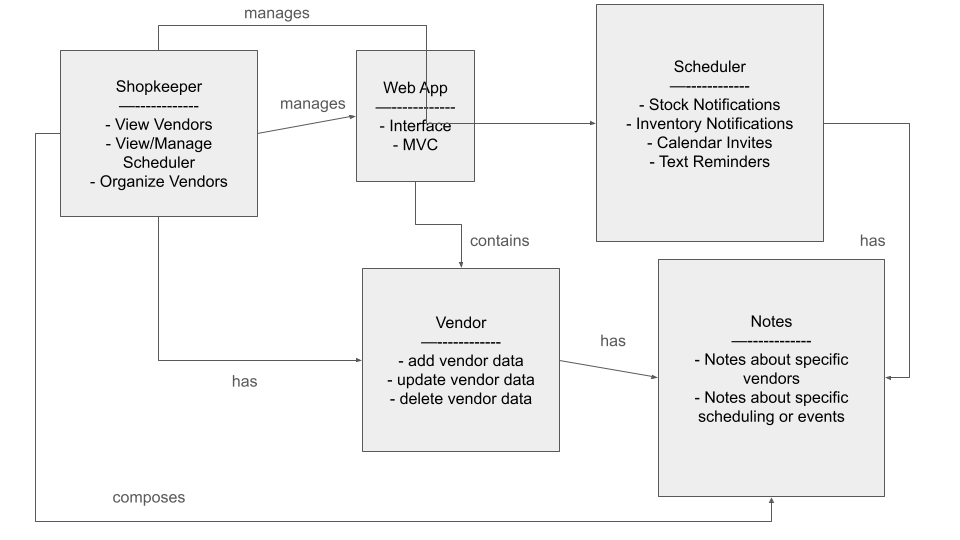 manages
Shopkeeper
—-------------
- View Vendors
- View/Manage
Scheduler
- Organize Vendors
manages
Web App
—-------------
- Interface
- MVC
Scheduler
—-------------
- Stock Notifications
- Inventory Notifications
- Calendar Invites
- Text Reminders
contains
has
Vendor
—-------------
- add vendor data
- update vendor data
- delete vendor data
has
has
Notes
—-------------
- Notes about specific
vendors
- Notes about specific
scheduling or events
composes